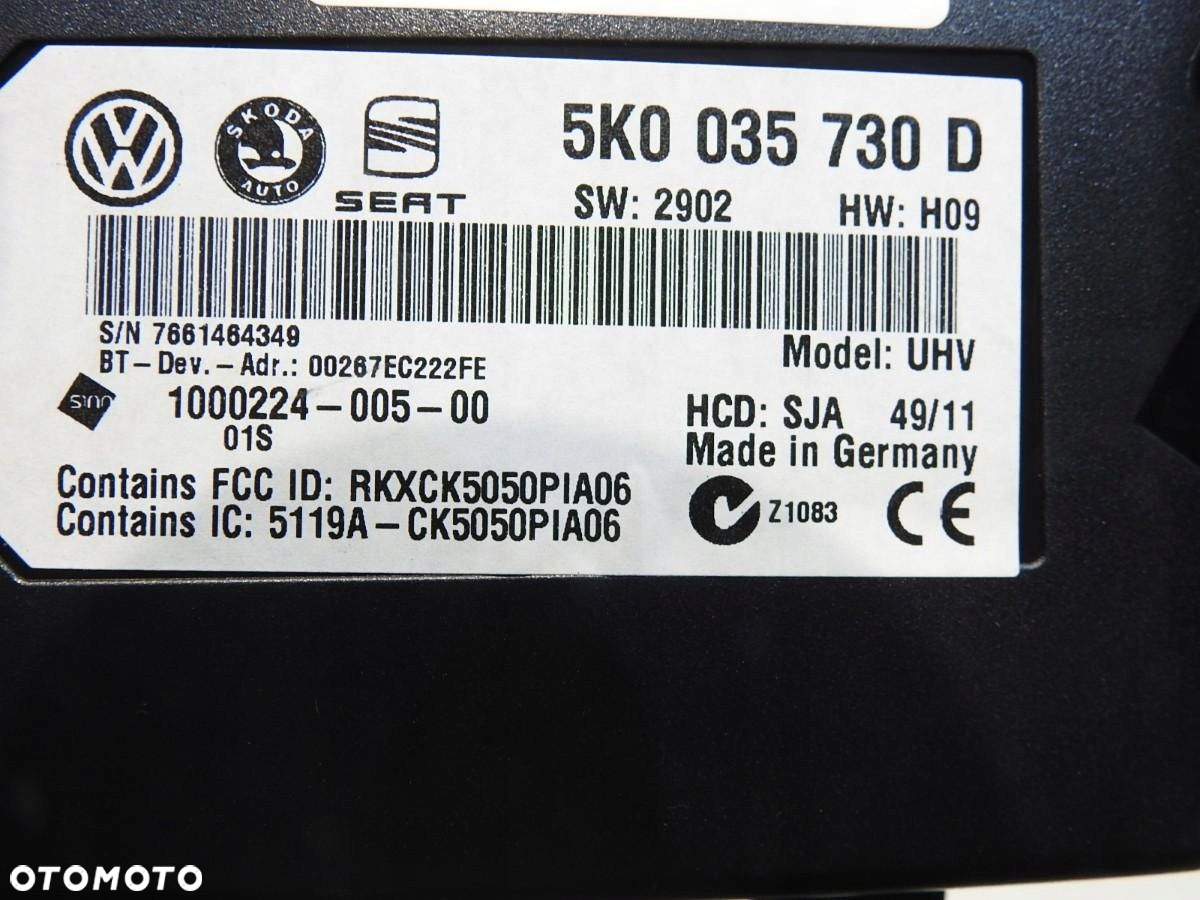 ŠKODA
AUTO
SEAT
5K0 035 730 D
SW: 2902
HW: H09
S/N 7661464349
BT-Dev.-Adr.: 00267EC222FE
Model: UHV
1000224-005-00
01S
HCD: SJA 49/11
Made in Germany
Contains FCC ID: RKXCK5050PIA06
Contains IC: 5119A-CK5050PIA06
Z1083
CE
OTOMOTO